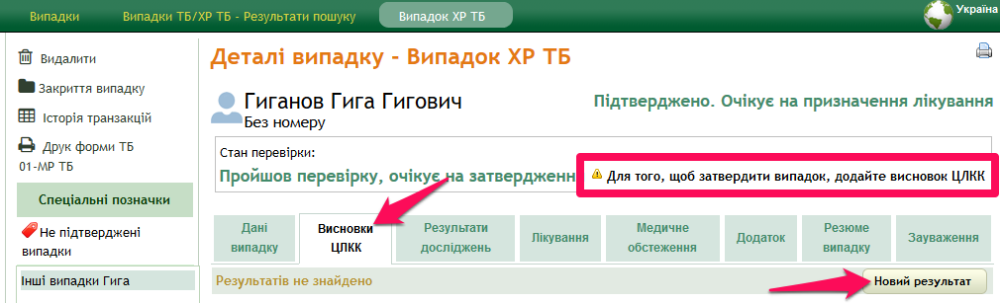 Випадки
Випадки ТБ/ХР ТБ - Результати пошуку
Випадок ХР ТБ
Україна
Видалити
Закриття випадку
Історія транзакцій
Друк форми ТБ
01-МР ТБ
Спеціальні позначки
Не підтверджені
випадки
Інші випадки Гига
Деталі випадку - Випадок ХР ТБ
Гиганов Гига Гигович
Без номеру
Підтверджено. Очікує на призначення лікування
Стан перевірки:
Пройшов перевірку, очікує на затвердженн
Для того, щоб затвердити випадок, додайте висновок ЦЛКК
Дані
випадку
Висновки
ЦЛКК
Результати
досліджень
Лікування
Медичне
обстеження
Додаток
Резюме
випадку
Зауваження
Результатів не знайдено
Новий результат